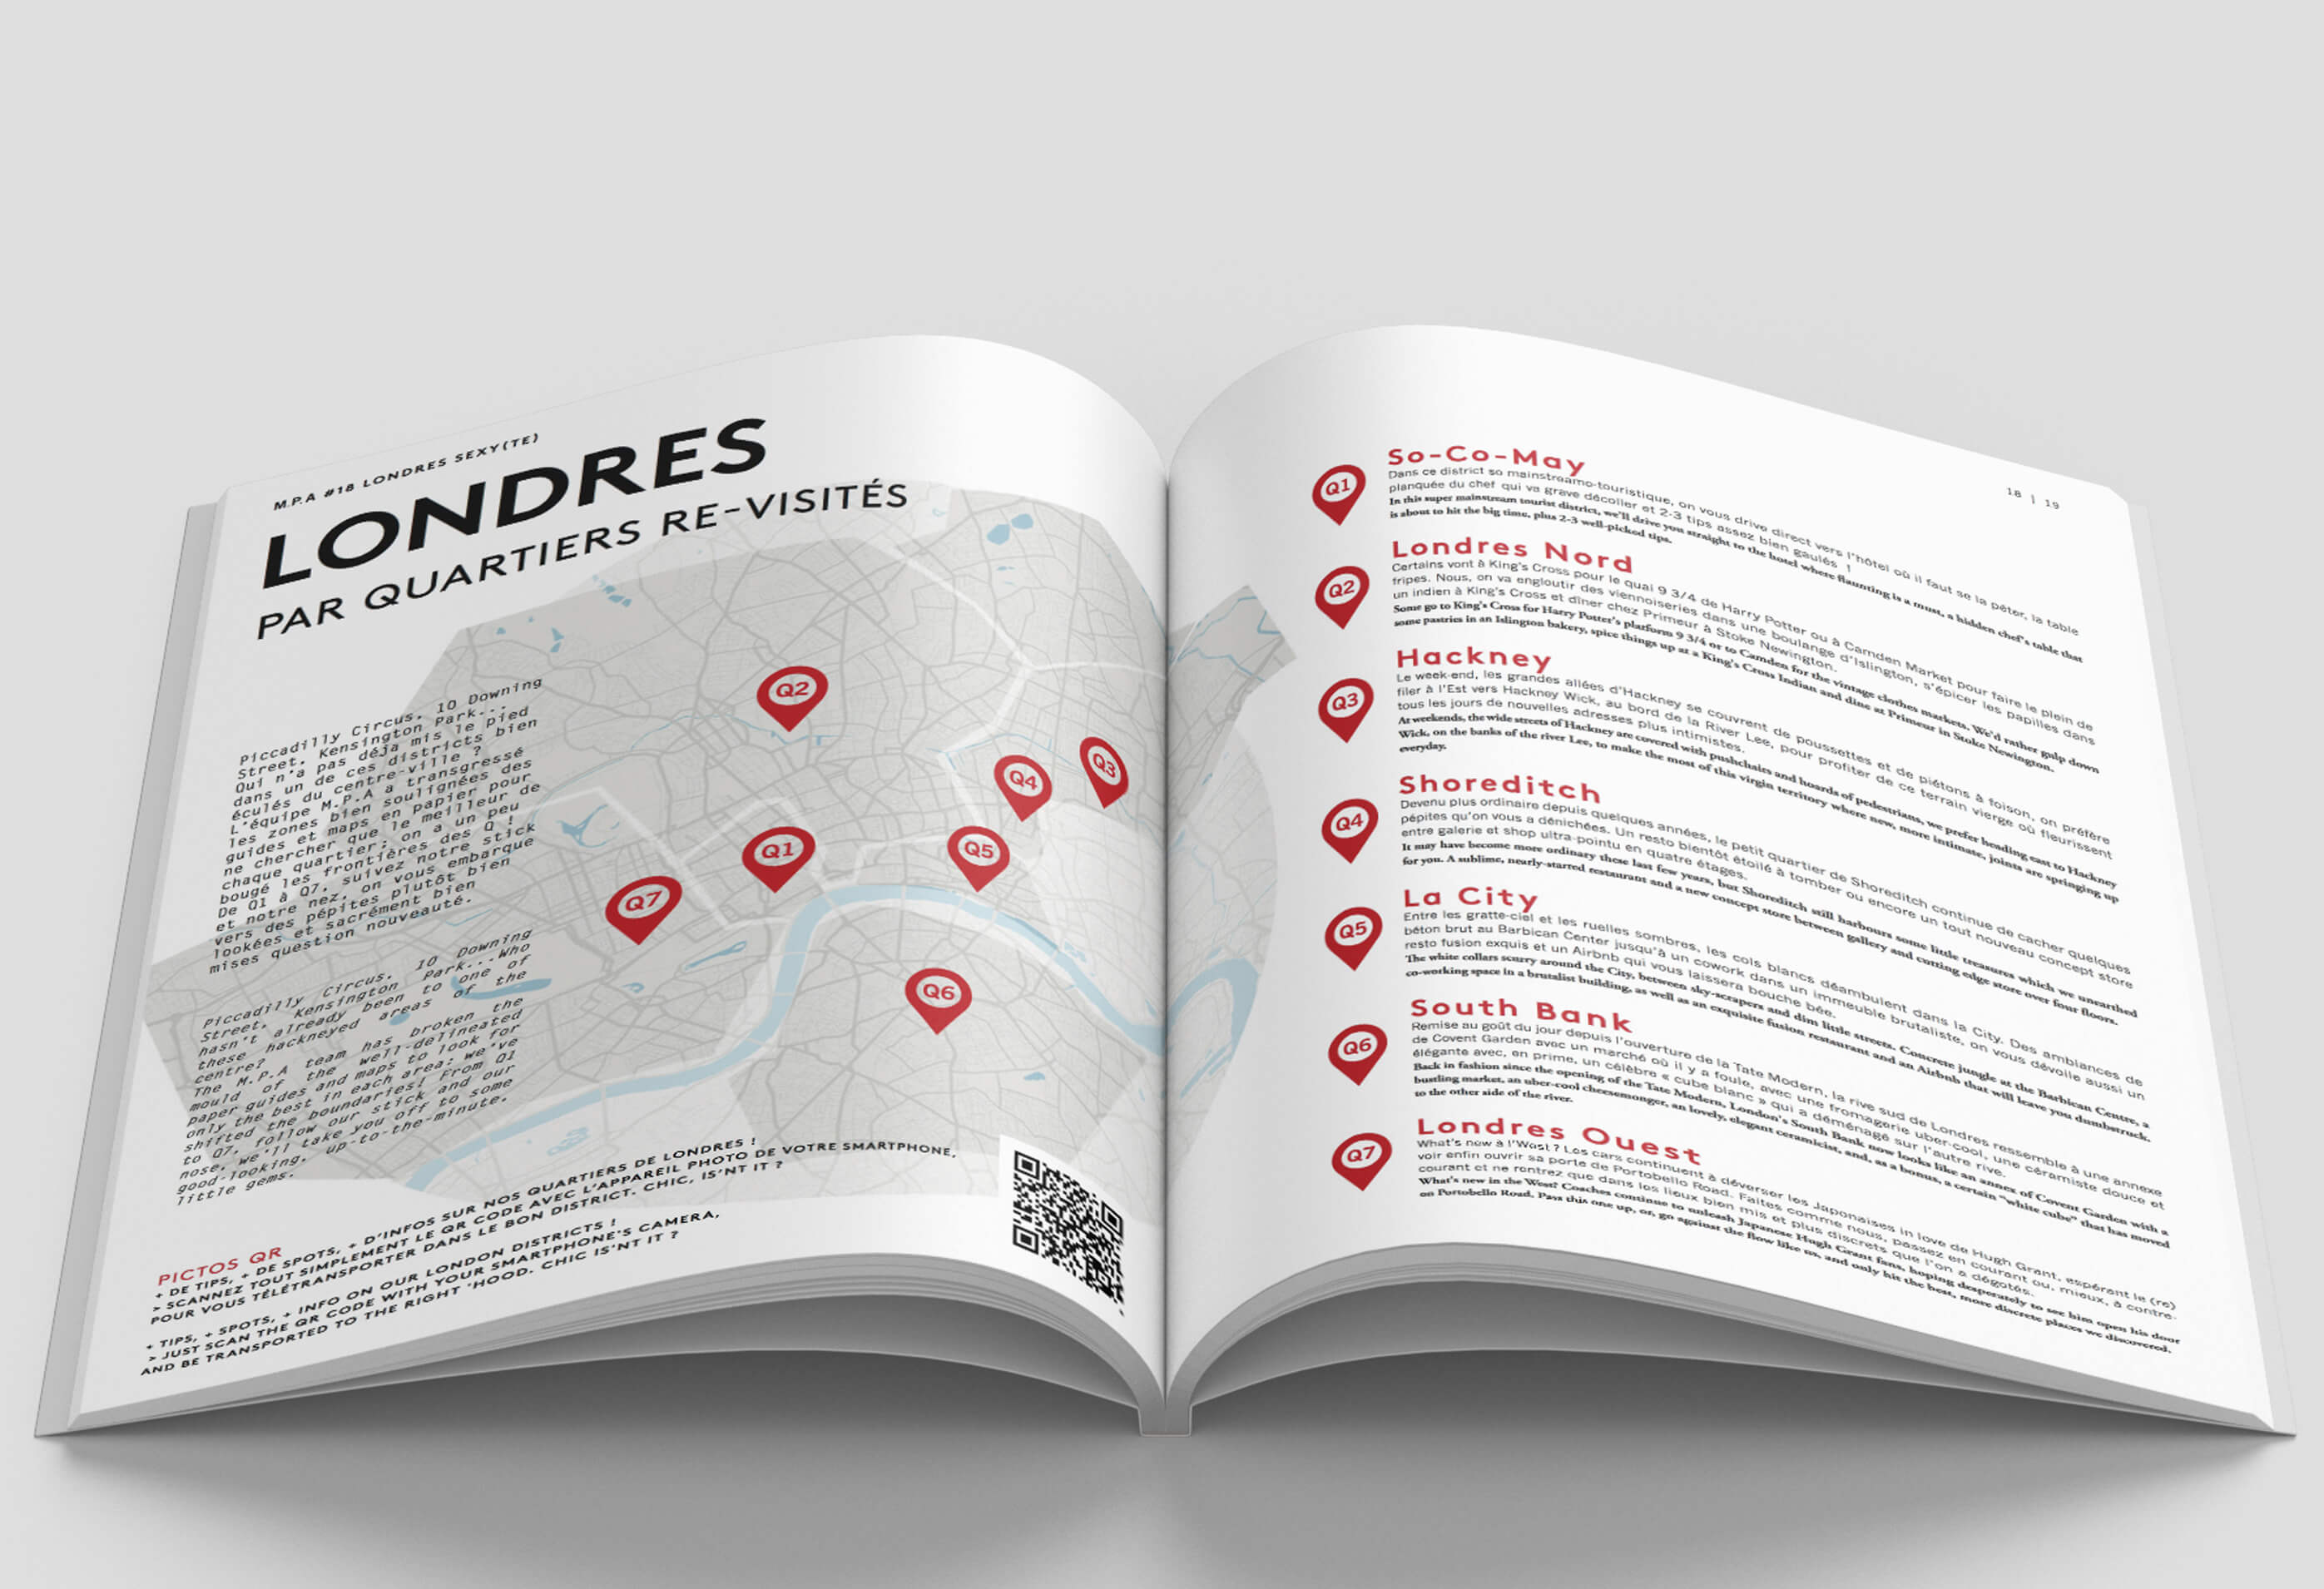 M.P.A #18 LONDRES SEXY(TE)
LONDRES
PAR QUARTIERS RE-VISITÉS
Piccadilly Circus, 10 Downing
Street, Kensington Park...
Qui n'a pas déja mis le pied
dans un de ces districts bien
éculés du centre-ville ?
L'équipe M.P.A a transgressé
les zones bien soulignées des
guides et maps en papier pour
ne chercher que le meilleur de
chaque quartier: on a un peu
bougé les frontières des Q !
De Q1 à Q7, suivez notre stick
et notre nez, on vous embarque
vers des pépites plutôt bien
lookées et sacrément bien
mises question nouveauté.
Piccadilly Circus, 10 Downing
Street, Kensington Park...Who
hasn't already been to one of
these hackneyed areas of the
centre?
The M.P.A team has broken the
mould of the well-delineated
paper guides and maps to look for
only the best in each area: we've
shifted the boundaries! From Q1
to Q7, follow our stick and our
nose, we'll take you off to some
good-looking, up-to-the-minute,
little gems.
Q2
Q4
Q3
Q1
Q5
Q7
Q6
PICTOS QR
+ DE TIPS, + DE SPOTS, + D'INFOS SUR NOS QUARTIERS DE LONDRES !
> SCANNEZ TOUT SIMPLEMENT LE QR CODE AVEC L'APPAREIL PHOTO DE VOTRE SMARTPHONE,
POUR VOUS TÉLÉTRANSPORTER DANS LE BON DISTRICT. CHIC, IS'NT IT ?
+ TIPS, + SPOTS, + INFO ON OUR LONDON DISTRICTS !
> JUST SCAN THE QR CODE WITH YOUR SMARTPHONE'S CAMERA,
AND BE TRANSPORTED TO THE RIGHT 'HOOD. CHIC IS'NT IT ?
18 | 19
Q1
So-Co-May
Dans ce district so mainstreamo-touristique, on vous drive direct vers l'hôtel où il faut se la péter, la table
planquée du chef qui va grave décoller et 2-3 tips assez bien gaulés !
In this super mainstream tourist district, we'll drive you straight to the hotel where flaunting is a must, a hidden chef's table that
is about to hit the big time, plus 2-3 well-picked tips.
Q2
Londres Nord
Certains vont à King's Cross pour le quai 9 3/4 de Harry Potter ou à Camden Market pour faire le plein de
fripes. Nous, on va engloutir des viennoiseries dans une boulange d'Islington, s'épicer les papilles dans
un indien à King's Cross et dîner chez Primeur à Stoke Newington.
Some go to King's Cross for Harry Potter's platform 9 3/4 or to Camden for the vintage clothes markets. We'd rather gulp down
some pastries in an Islington bakery, spice things up at a King's Cross Indian and dine at Primeur in Stoke Newington.
Q3
Hackney
Le week-end, les grandes allées d'Hackney se couvrent de poussettes et de piétons à foison, on préfère
filer à l'Est vers Hackney Wick, au bord de la River Lee, pour profiter de ce terrain vierge où fleurissent
tous les jours de nouvelles adresses plus intimistes.
At weekends, the wide streets of Hackney are covered with pushchairs and hoards of pedestrians, we prefer heading east to Hackney
Wick, on the banks of the river Lee, to make the most of this virgin territory where new, more intimate, joints are springing up
everyday.
Q4
Shoreditch
Devenu plus ordinaire depuis quelques années, le petit quartier de Shoreditch continue de cacher quelques
pépites qu'on vous a dénichées. Un resto bientôt étoilé à tomber ou encore un tout nouveau concept store
entre galerie et shop ultra-pointu en quatre étages.
It may have become more ordinary these last few years, but Shoreditch still harbours some little treasures which we unearthed
for you. A sublime, nearly-starred restaurant and a new concept store between gallery and cutting edge store over four floors.
Q5
La City
Entre les gratte-ciel et les ruelles sombres, les cols blancs déambulent dans la City. Des ambiances de
béton brut au Barbican Center jusqu'à un cowork dans un immeuble brutaliste, on vous dévoile aussi un
resto fusion exquis et un Airbnb qui vous laissera bouche bée.
The white collars scurry around the City, between sky-scrapers and dim little streets. Concrete jungle at the Barbican Centre, a
co-working space in a brutalist building, as well as an exquisite fusion restaurant and an Airbnb that will leave you dumbstruck.
Q6
South Bank
Remise au goût du jour depuis l'ouverture de la Tate Modern, la rive sud de Londres ressemble à une annexe
de Covent Garden avec un marché où il y a foule, avec une fromagerie uber-cool, une céramiste douce et
élégante avec, en prime, un célèbre « cube blanc » qui a déménagé sur l'autre rive.
Back in fashion since the opening of the Tate Modern, London's South Bank now looks like an annex of Covent Garden with a
bustling market, an uber-cool cheesemonger, an lovely, elegant ceramicist, and, as a bonus, a certain "white cube" that has moved
to the other side of the river.
Q7
Londres Ouest
What's new à l'West ? Les cars continuent à déverser les Japonaises in love de Hugh Grant, espérant le (re)
voir enfin ouvrir sa porte de Portobello Road. Faites comme nous, passez en courant ou, mieux, à contre-
courant et ne rentrez que dans les lieux bien mis et plus discrets que l'on a dégotés.
What's new in the West? Coaches continue to unleash Japanese Hugh Grant fans, hoping desperately to see him open his door
on Portobello Road. Pass this one up, or, go against the flow like us, and only hit the best, more discrete places we discovered.